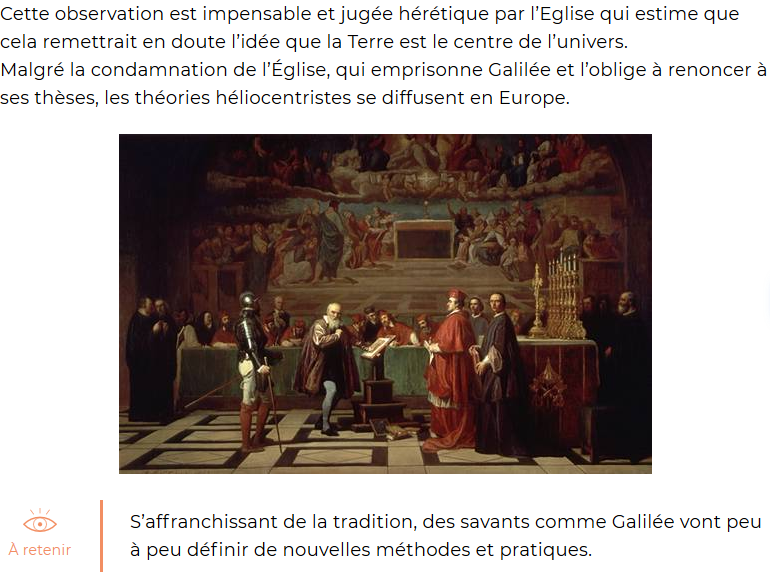 Cette observation est impensable et jugée hérétique par l’Eglise qui estime que
cela remettrait en doute l’idée que la Terre est le centre de l’univers.
Malgré la condamnation de l’Église, qui emprisonne Galilée et l’oblige à renoncer à
ses thèses, les théories héliocentristes se diffusent en Europe.
À retenir
S’affranchissant de la tradition, des savants comme Galilée vont peu
à peu définir de nouvelles méthodes et pratiques.